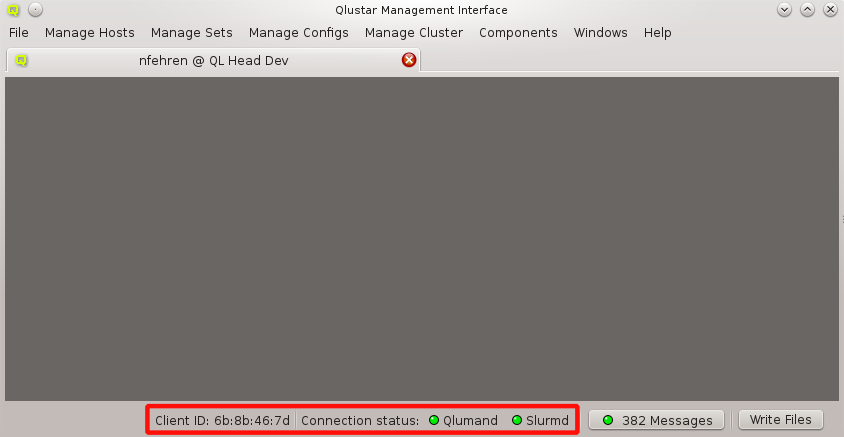 Qlustar Management Interface
File Manage Hosts Manage Sets Manage Configs Manage Cluster Components Windows Help
nfehren @ QL Head Dev
Client ID: 6b:8b:46:7d Connection status: Qlumand Slurmd 382 Messages Write Files